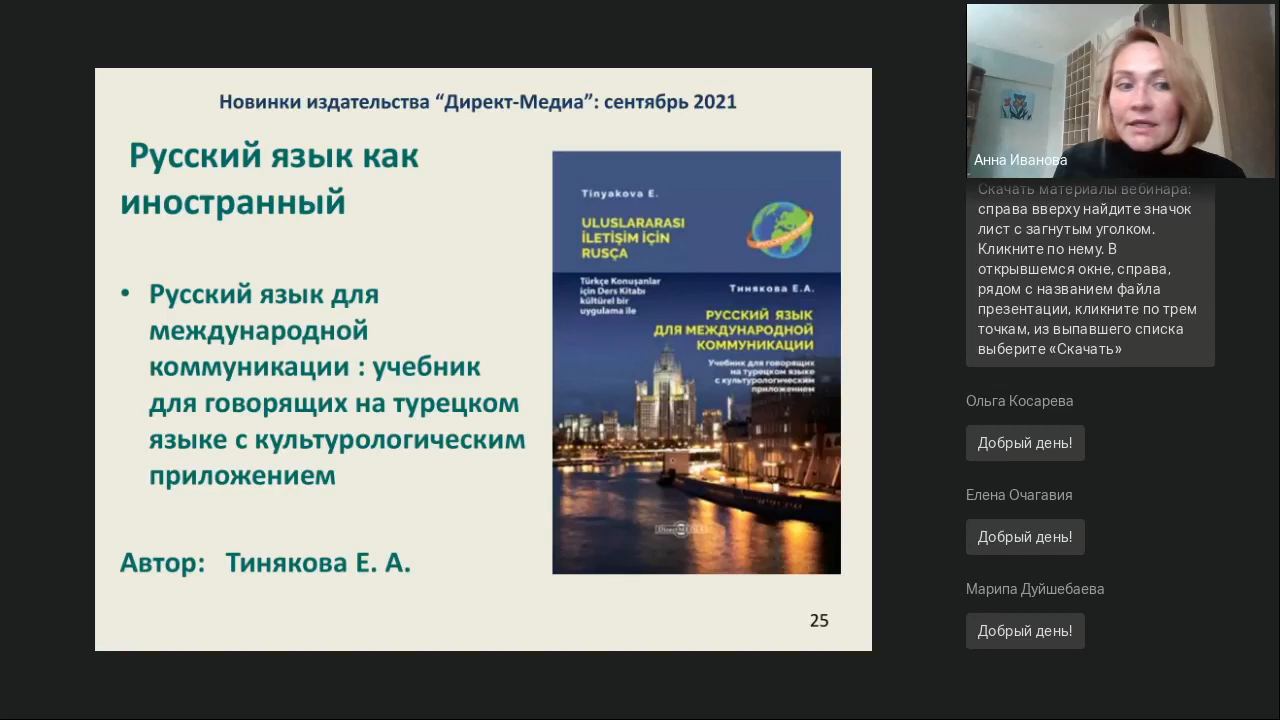 Новинки издательства “Директ-Медиа”: сентябрь 2021
Русский язык как
иностранный
• Русский язык для
международной
коммуникации : учебник
для говорящих на турецком
языке с культурологическим
приложением
Автор: Тинякова Е. А.
25
Tinyakova E.
ULUSLARARASI
İLETİŞİM İÇİN
RUSÇA
Türkçe Konuşanlar
için Ders Kitabı
kültürel bir
uygulama ile
Тинякова Е.А.
РУССКИЙ ЯЗЫК
ДЛЯ МЕЖДУНАРОДНОЙ
КОММУНИКАЦИИ
Учебник для говорящих
на турецком языке
с культурологическим
приложением
Анна Иванова
Скачать материалы вебинара:
справа вверху найдите значок
лист с загнутым уголком.
Кликните по нему. В
открывшемся окне, справа,
рядом с названием файла
презентации, кликните по трем
точкам, из выпавшего списка
выберите «Скачать»
Ольга Косарева
Добрый день!
Елена Очагавия
Добрый день!
Марипа Дуйшебаева
Добрый день!